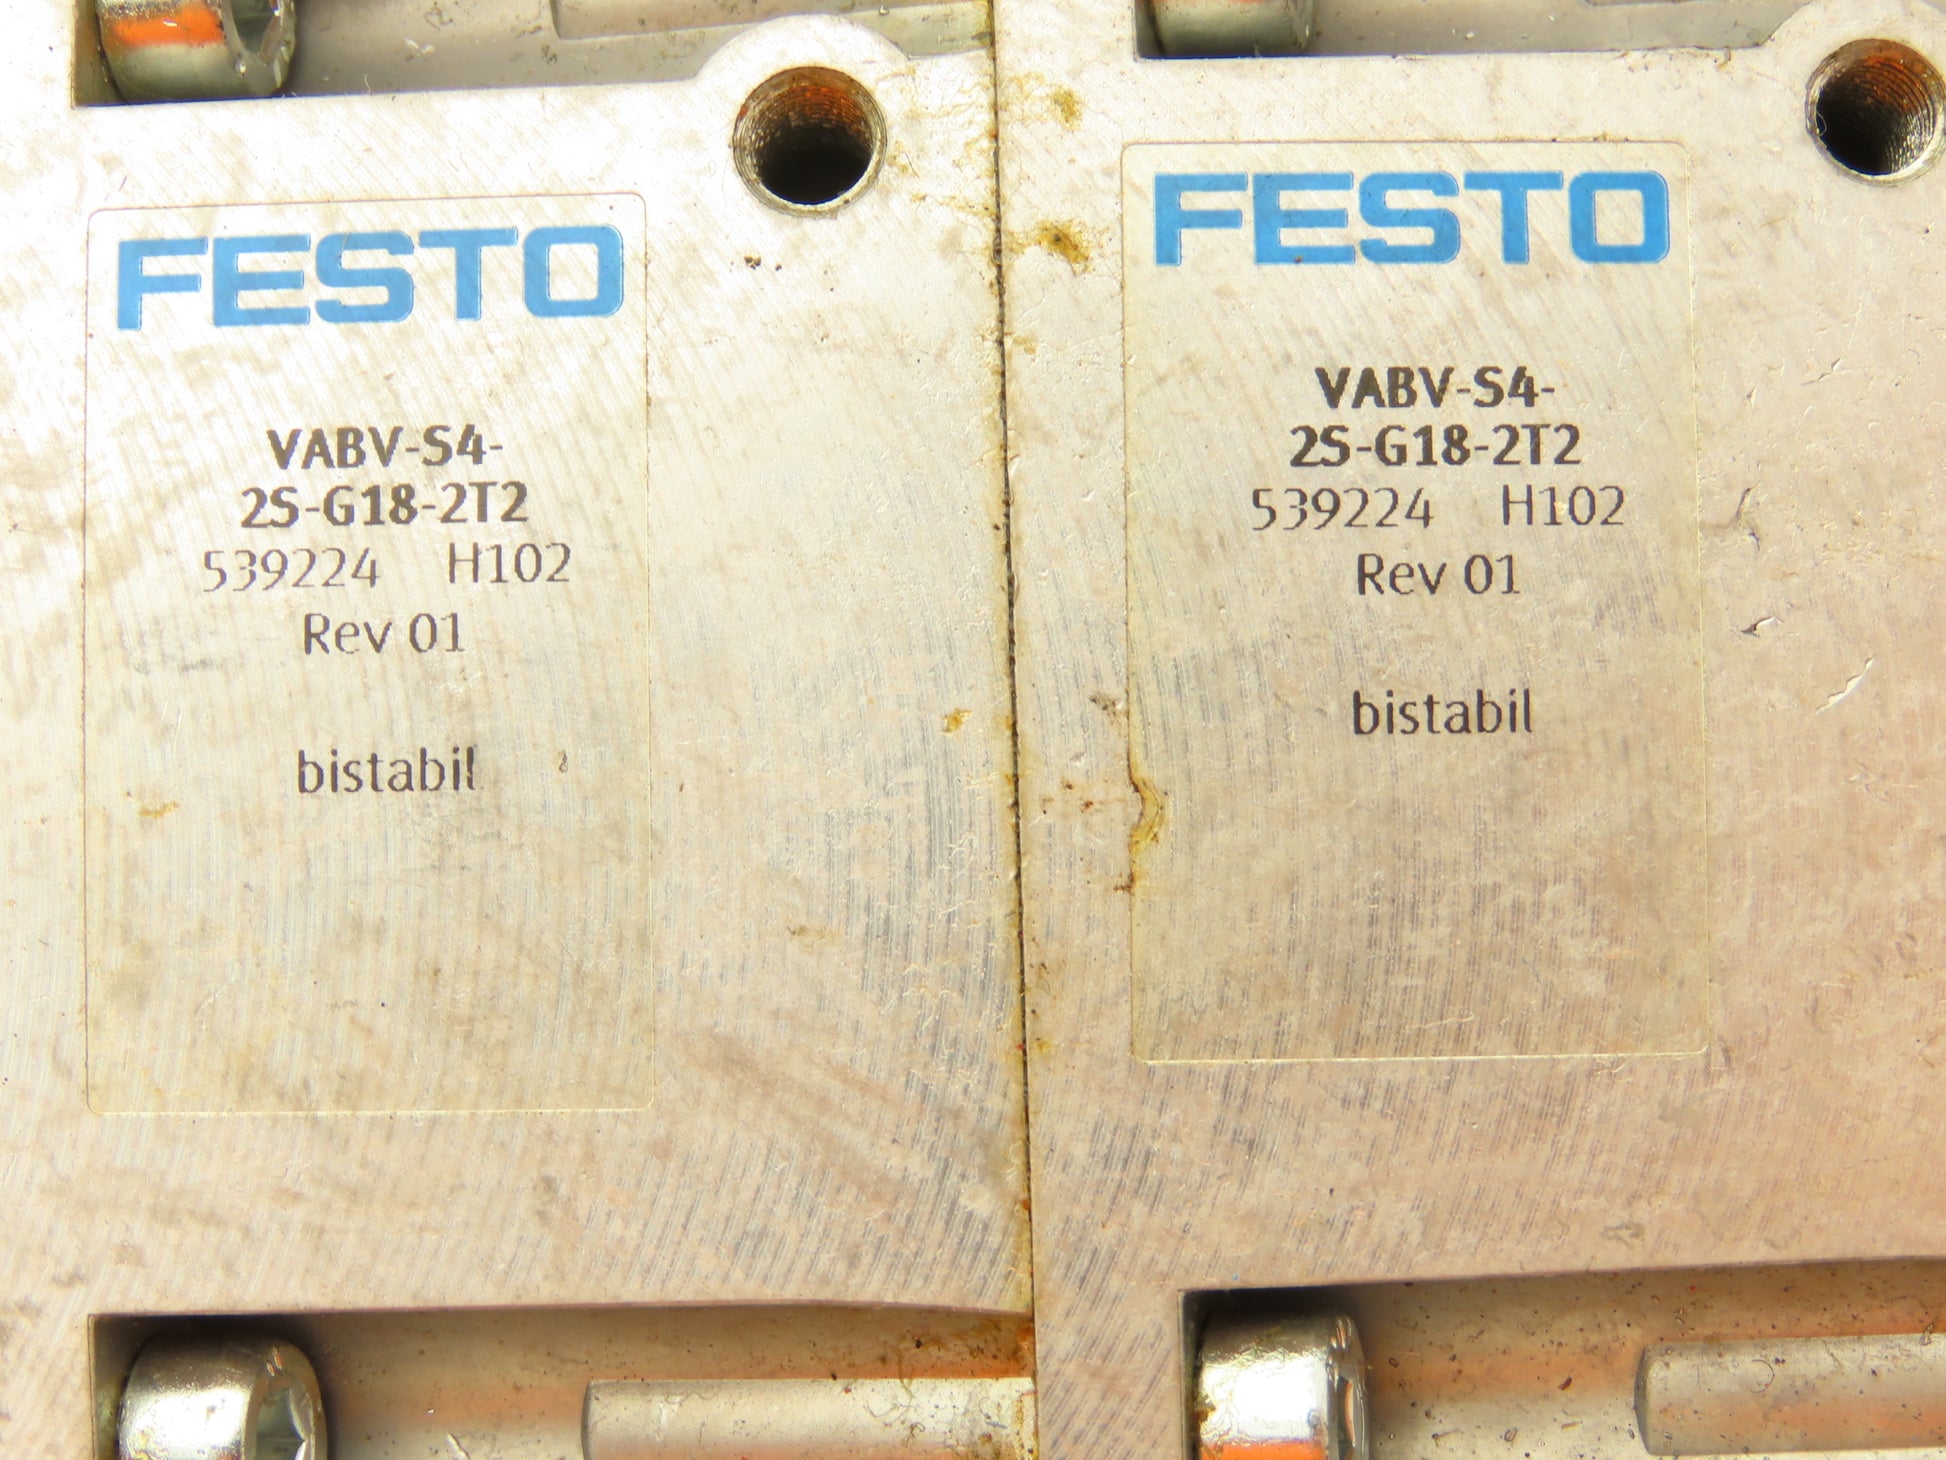 FESTO
VABV-S4-
2S-G18-2T2
539224 H102
Rev 01
bistabil
FESTO
VABV-S4-
2S-G18-2T2
539224 H102
Rev 01
bistabil